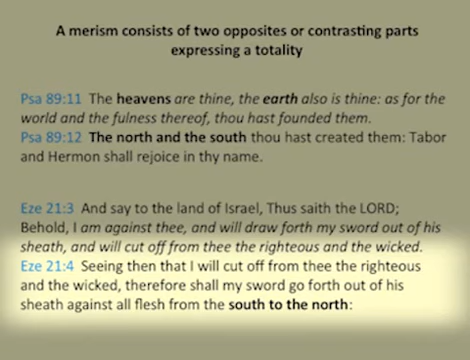 A merism consists of two opposites or contrasting parts
expressing a totality
Psa 89:11 The heavens are thine, the earth also is thine: as for the
world and the fulness thereof, thou hast founded them.
Psa 89:12 The north and the south thou hast created them: Tabor
and Hermon shall rejoice in thy name.
Eze 21:3 And say to the land of Israel, Thus saith the LORD;
Behold, I am against thee, and will draw forth my sword out of his
sheath, and will cut off from thee the righteous and the wicked.
Eze 21:4 Seeing then that I will cut off from thee the righteous
and the wicked, therefore shall my sword go forth out of his
sheath against all flesh from the south to the north: